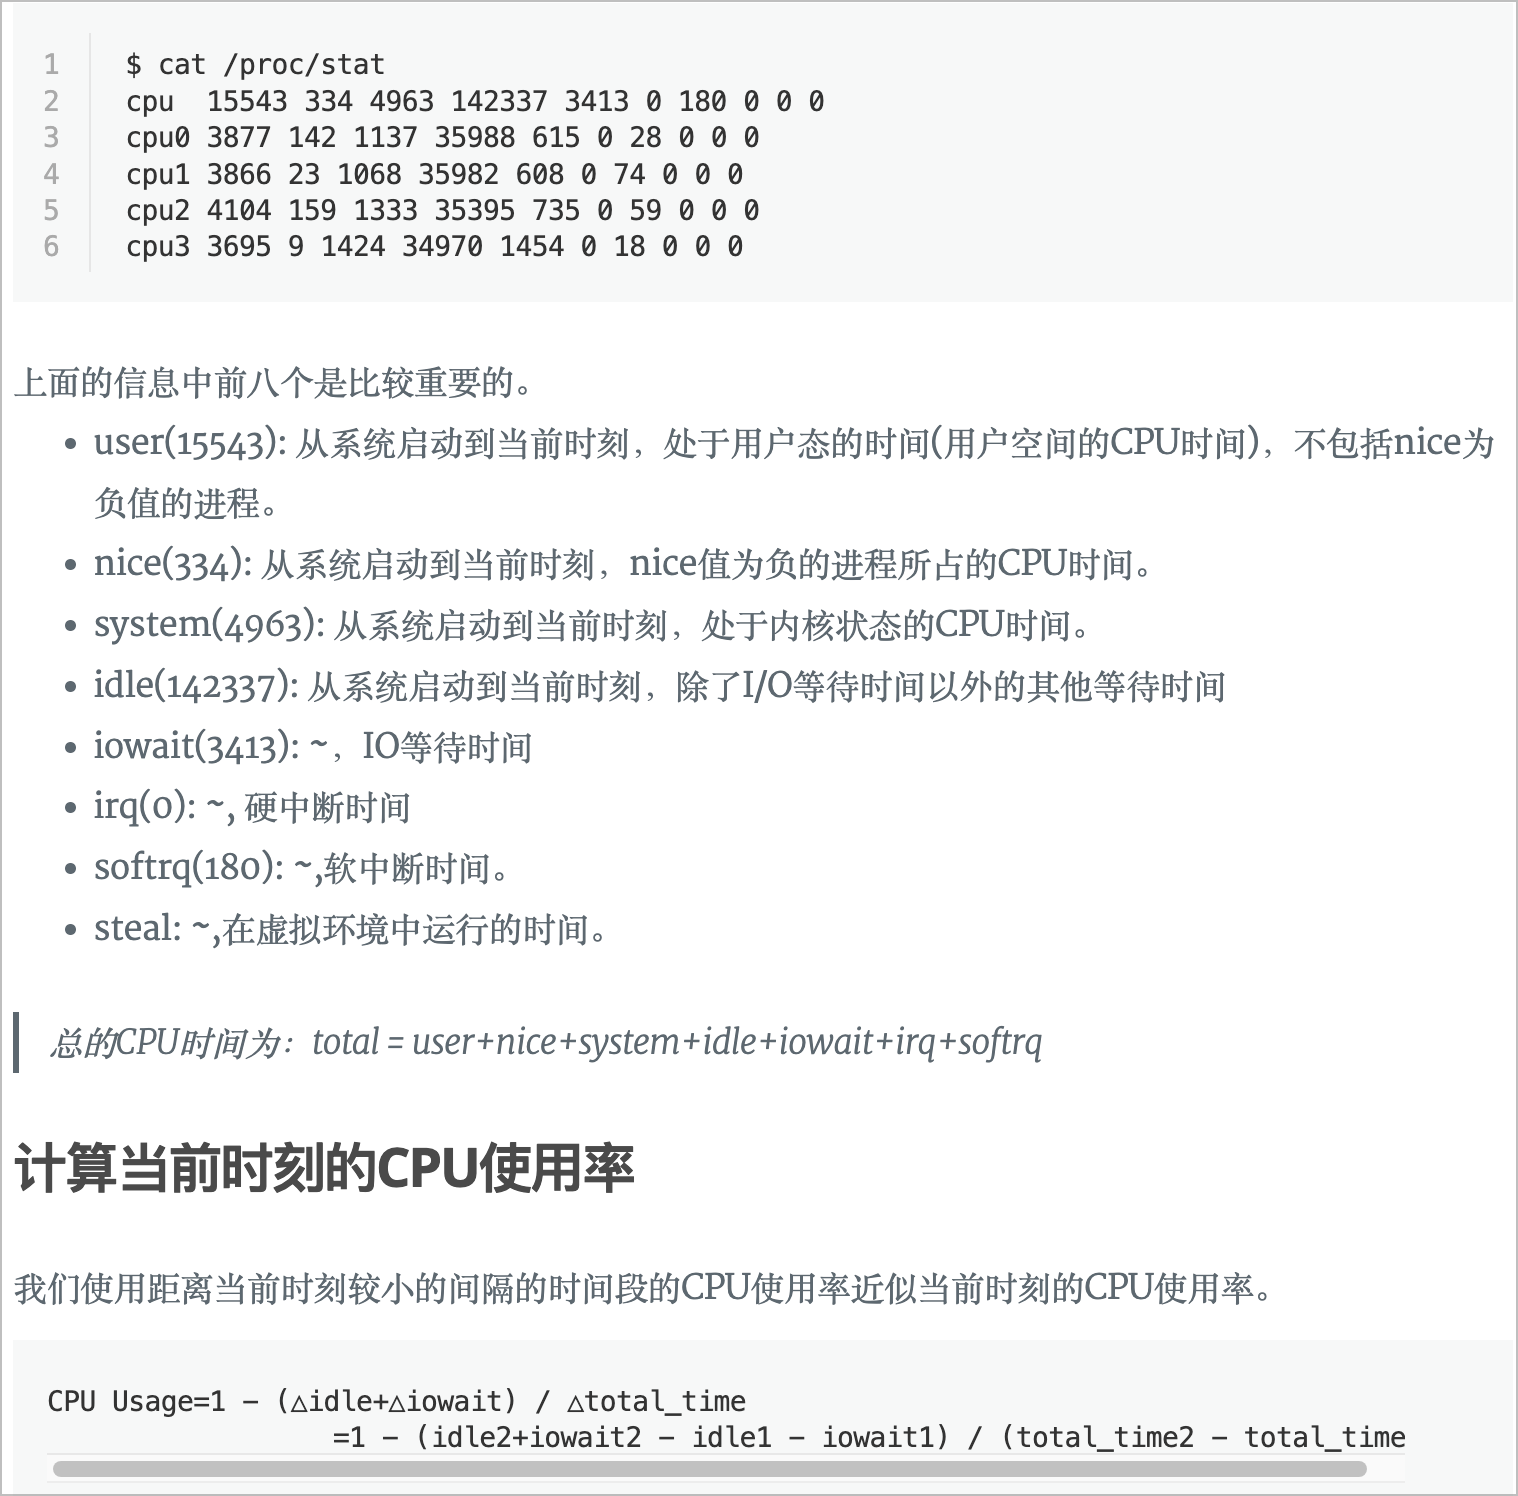 1 $ cat /proc/stat
2 cpu  15543 334 4963 142337 3413 0 180 0 0 0
3 cpu0 3877 142 1137 35988 615 0 28 0 0 0
4 cpu1 3866 23 1068 35982 608 0 74 0 0 0
5 cpu2 4104 159 1333 35395 735 0 59 0 0 0
6 cpu3 3695 9 1424 34970 1454 0 18 0 0 0
上面的信息中前八个是比较重要的。
• user(15543): 从系统启动到当前时刻，处于用户态的时间(用户空间的CPU时间)，不包括nice为
负值的进程。
• nice(334): 从系统启动到当前时刻，nice值为负的进程所占的CPU时间。
• system(4963): 从系统启动到当前时刻，处于内核状态的CPU时间。
• idle(142337): 从系统启动到当前时刻，除了I/O等待时间以外的其他等待时间
• iowait(3413): ~，IO等待时间
• irq(0): ~, 硬中断时间
• softrq(180): ~,软中断时间。
• steal: ~,在虚拟环境中运行的时间。
总的CPU时间为：total = user+nice+system+idle+iowait+irq+softrq
计算当前时刻的CPU使用率
我们使用距离当前时刻较小的间隔的时间段的CPU使用率近似当前时刻的CPU使用率。
CPU Usage=1 - (△idle+△iowait) / △total_time
=1 - (idle2+iowait2 - idle1 - iowait1) / (total_time2 - total_time